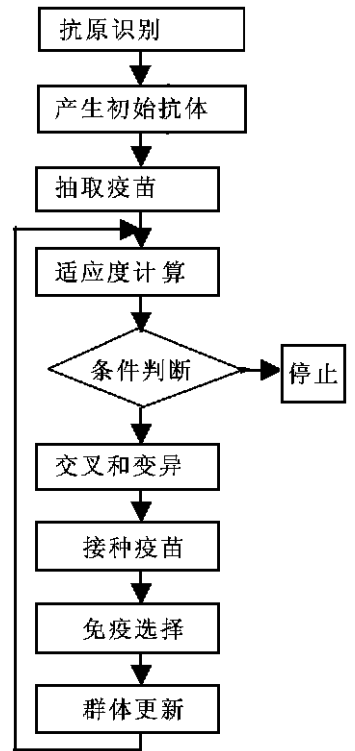 抗原识别
产生初始抗体
抽取疫苗
适应度计算
条件判断
停止
交叉和变异
接种疫苗
免疫选择
群体更新